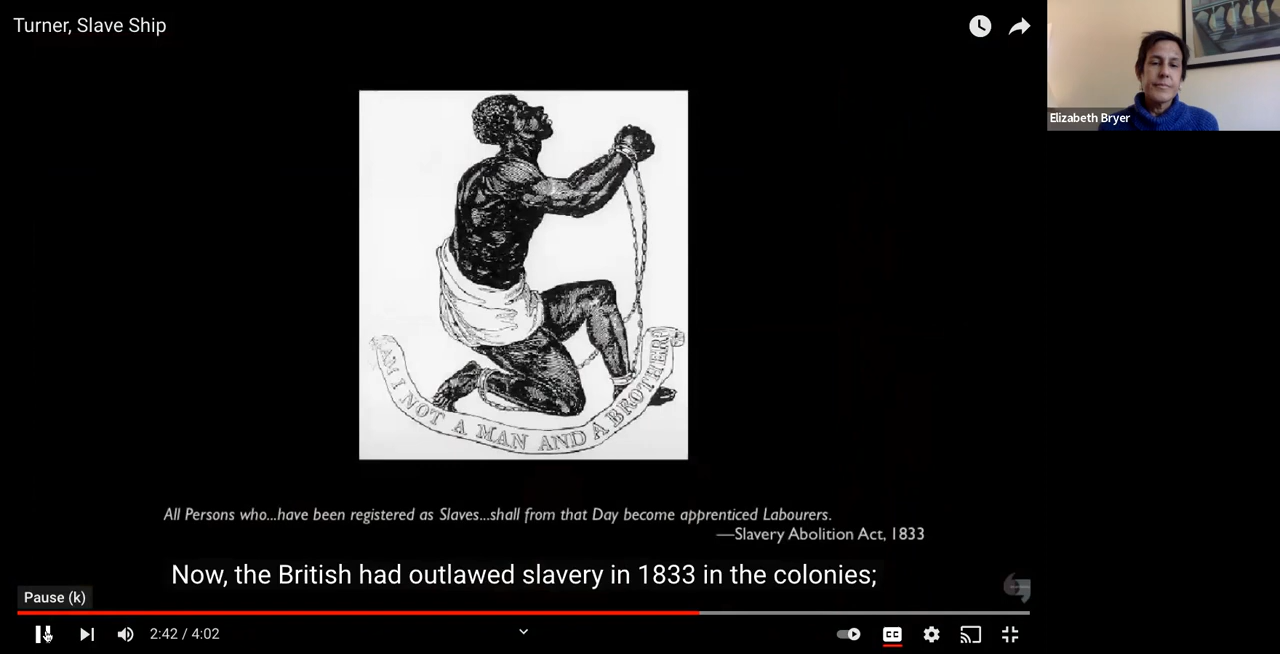 Turner, Slave Ship
Elizabeth Bryer
AM I NOT A MAN AND A BROTHER?
All Persons who...have been registered as Slaves...shall from that Day become apprenticed Labourers.
—Slavery Abolition Act, 1833
Now, the British had outlawed slavery in 1833 in the colonies;
Pause (k)
2:42 / 4:02
CC